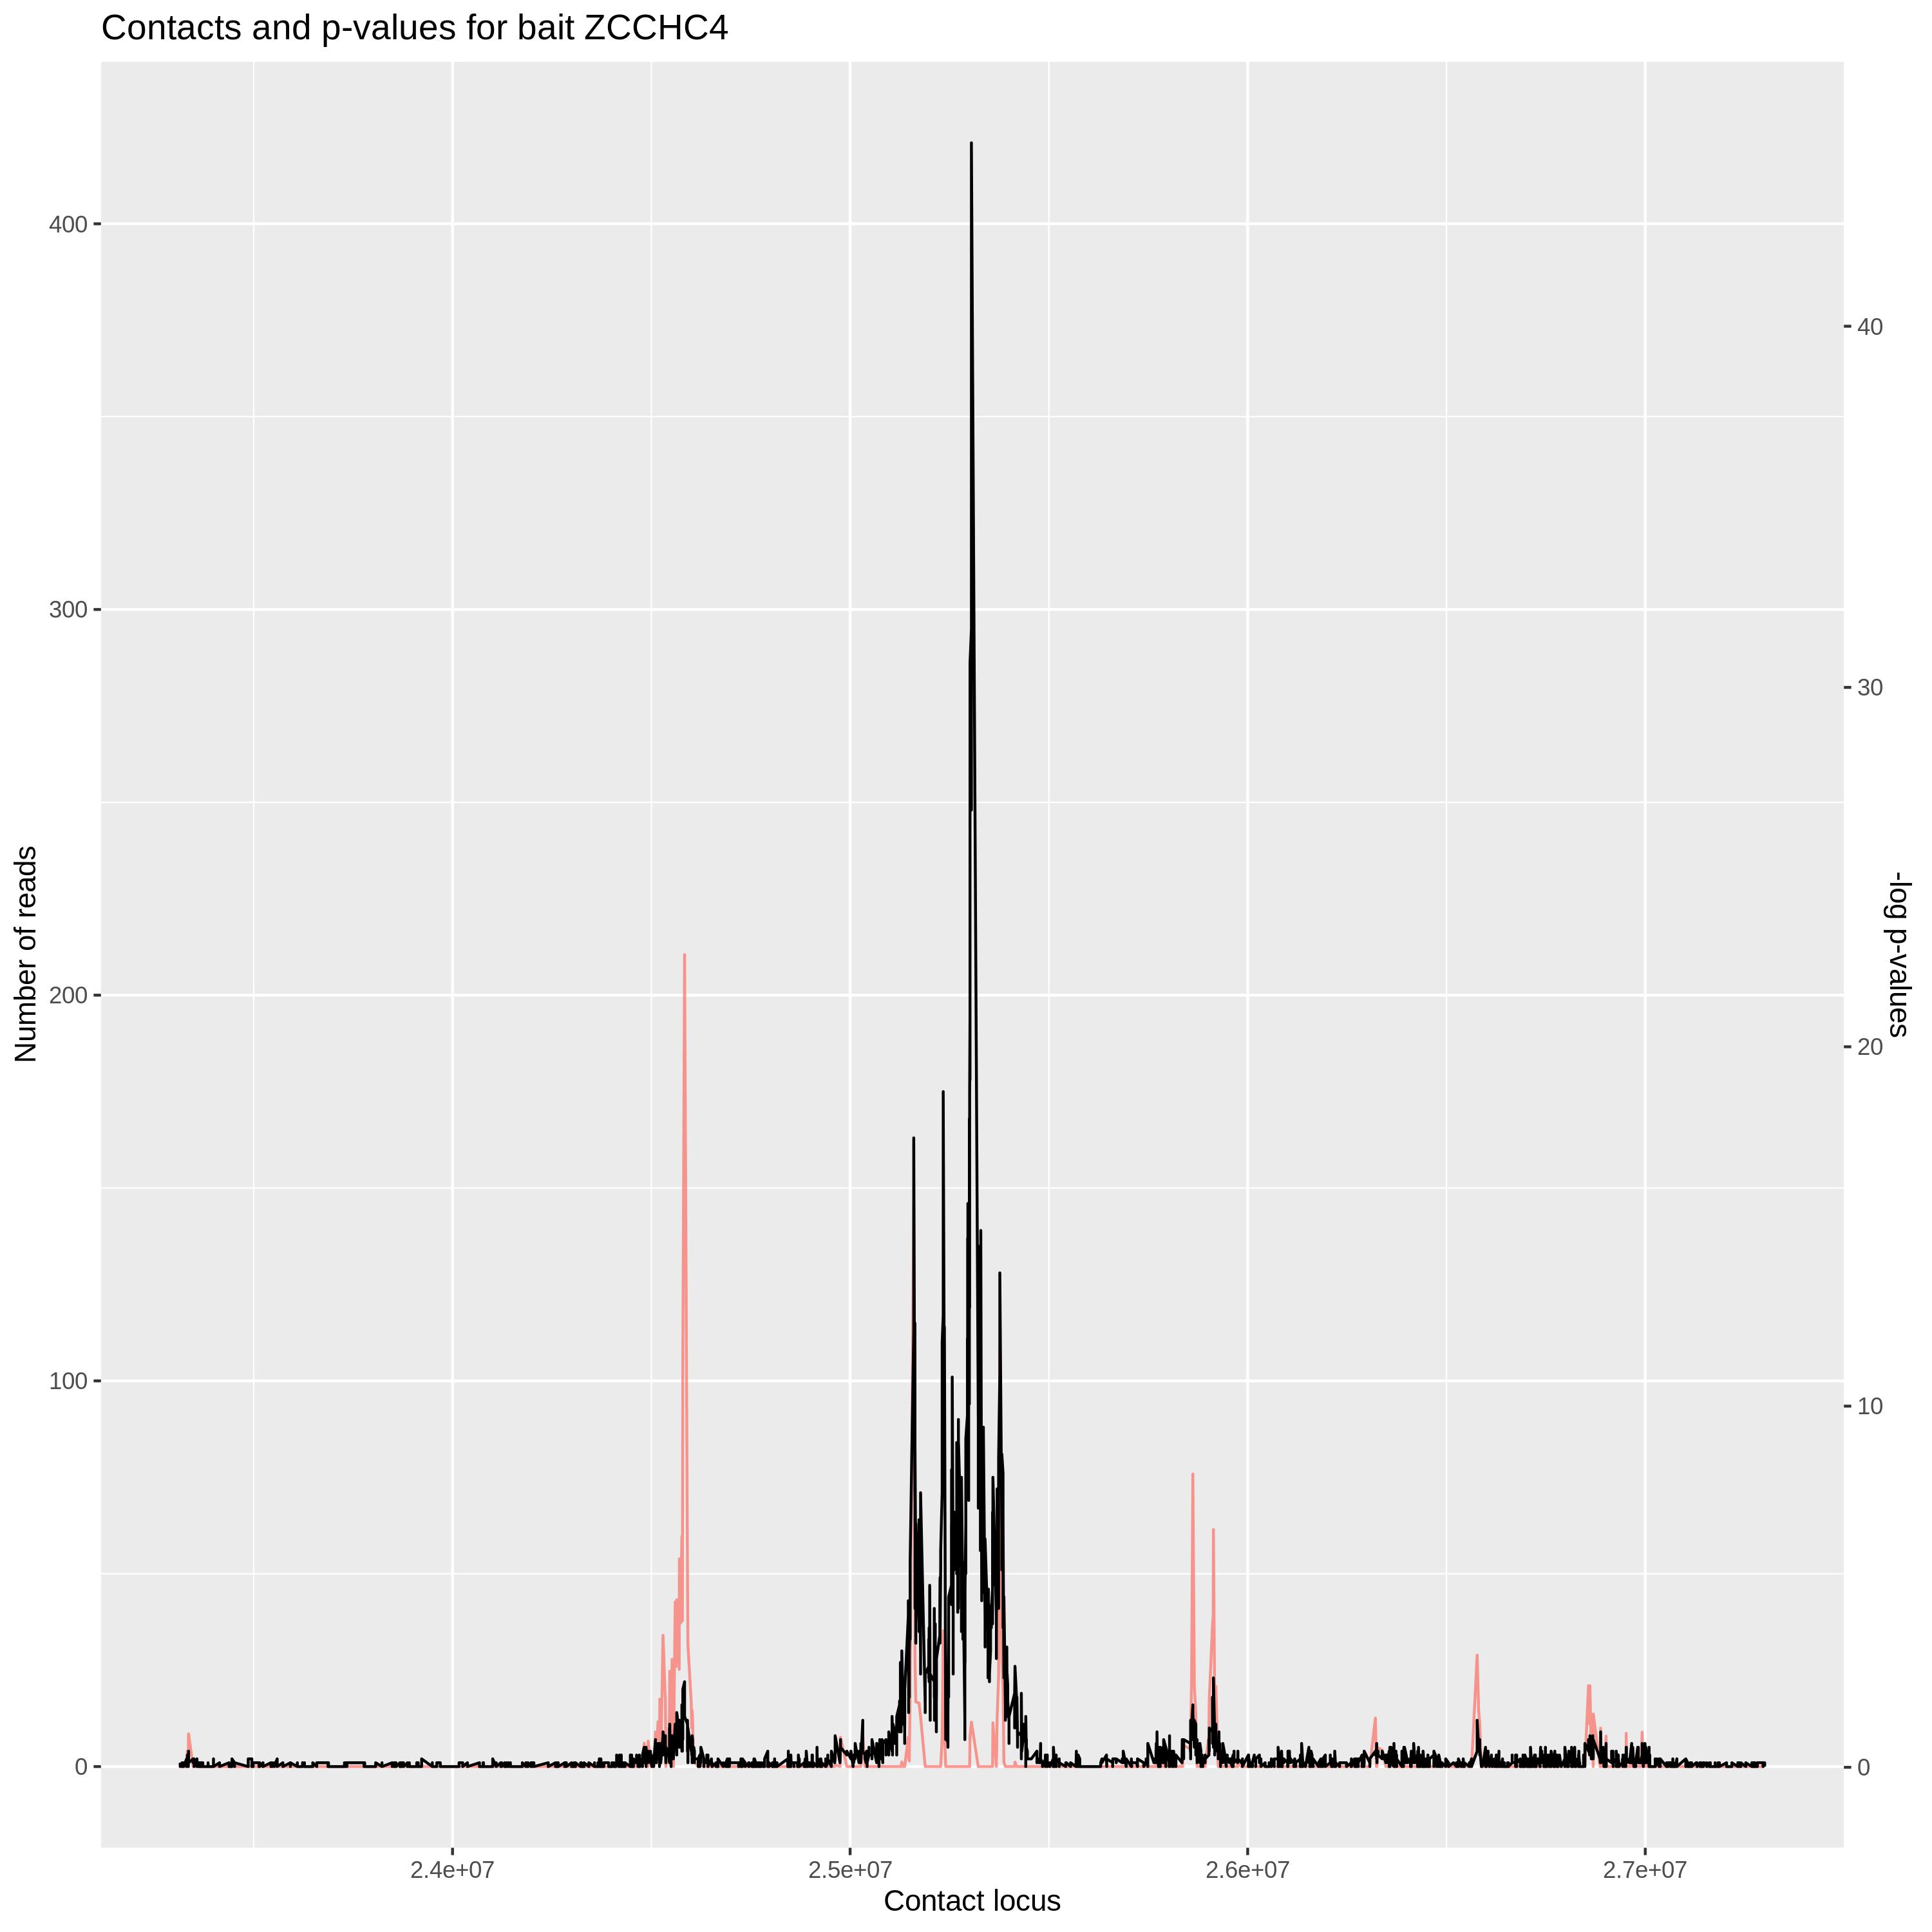 Contacts and p-values for bait ZCCHC4
400
300
200
100
0
40
30
20
10
0
Number of reads
-log p-values
2.4e+07 2.5e+07 2.6e+07 2.7e+07
Contact locus